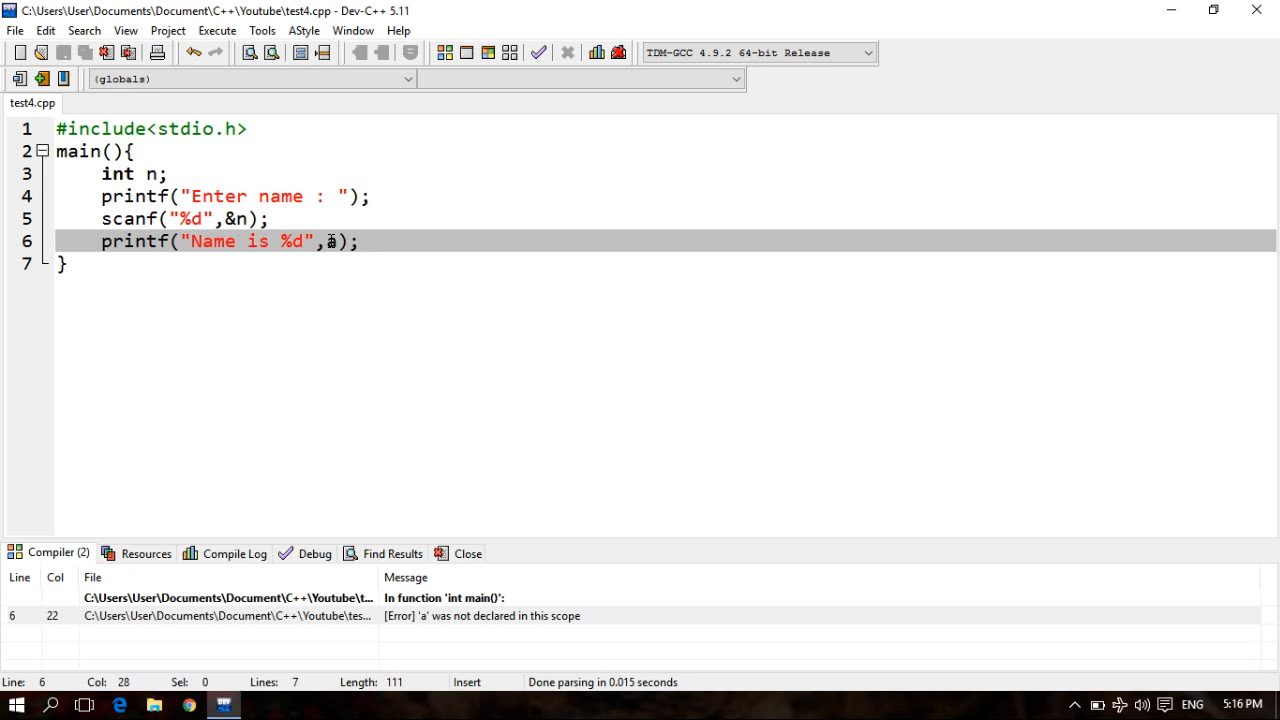 C:\Users\User\Documents\Document\C++\Youtube\test4.cpp - Dev-C++ 5.11
File Edit Search View Project Execute Tools AStyle Window Help
TDM-GCC 4.9.2 64-bit Release
(globals)
test4.cpp
1 #include<stdio.h>
2 main(){
3 int n;
4 printf("Enter name : ");
5 scanf("%d",&n);
6 printf("Name is %d",a);
7 }
Compiler (2) Resources Compile Log Debug Find Results Close
Line Col File Message
C:\Users\User\Documents\Document\C++\Youtube\t... In function 'int main()':
6 22 C:\Users\User\Documents\Document\C++\Youtube\tes... [Error] 'a' was not declared in this scope
Line: 6 Col: 28 Sel: 0 Lines: 7 Length: 111 Insert Done parsing in 0.015 seconds
DEV ENG 5:16 PM